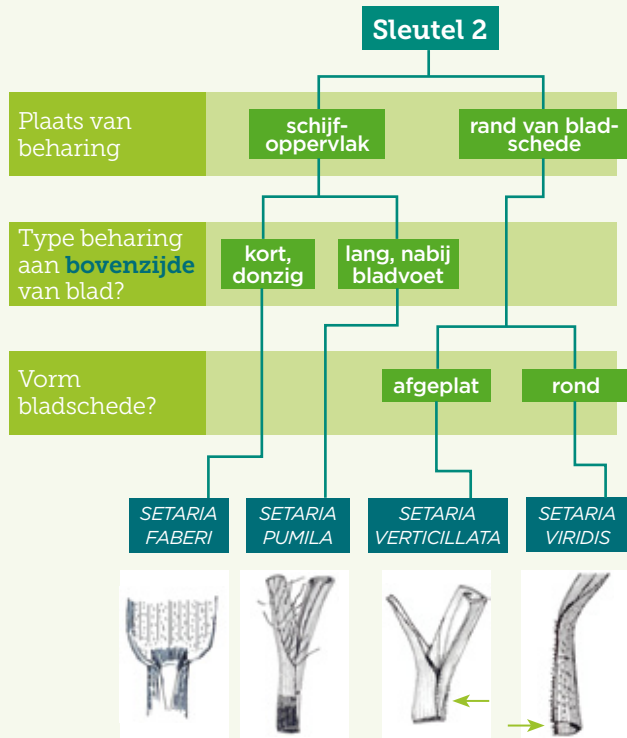 Sleutel 2
Plaats van
beharing
schijf-
oppervlak
rand van blad-
schede
Type beharing
aan bovenzijde
van blad?
kort,
donzig
lang, nabij
bladvoet
Vorm
bladschede?
afgeplat
rond
SETARIA
FABERI
SETARIA
PUMILA
SETARIA
VERTICILLATA
SETARIA
VIRIDIS